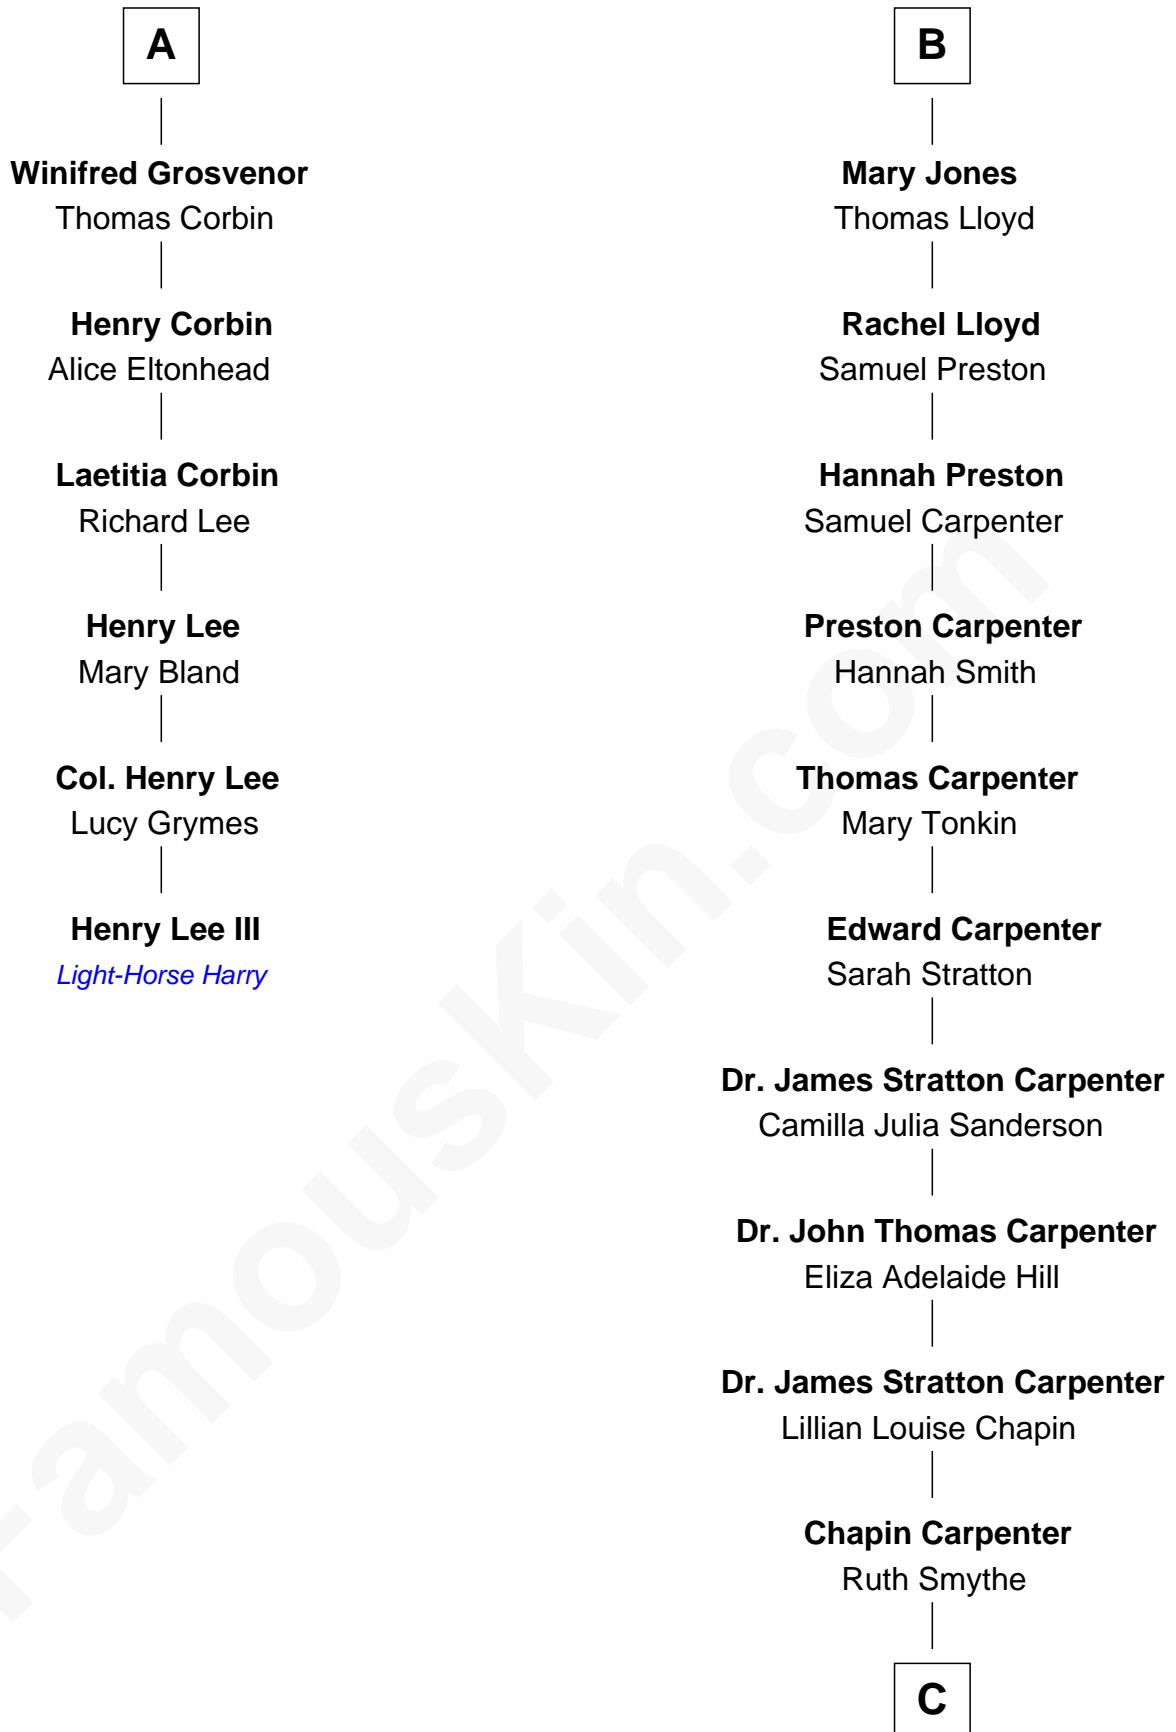 A
Winifred Grosvenor
Thomas Corbin
Henry Corbin
Alice Eltonhead
Laetitia Corbin
Richard Lee
Henry Lee
Mary Bland
Col. Henry Lee
Lucy Grymes
Henry Lee III
Light-Horse Harry
B
Mary Jones
Thomas Lloyd
Rachel Lloyd
Samuel Preston
Hannah Preston
Samuel Carpenter
Preston Carpenter
Hannah Smith
Thomas Carpenter
Mary Tonkin
Edward Carpenter
Sarah Stratton
Dr. James Stratton Carpenter
Camilla Julia Sanderson
Dr. John Thomas Carpenter
Eliza Adelaide Hill
Dr. James Stratton Carpenter
Lillian Louise Chapin
Chapin Carpenter
Ruth Smythe
C
FamousKin.com